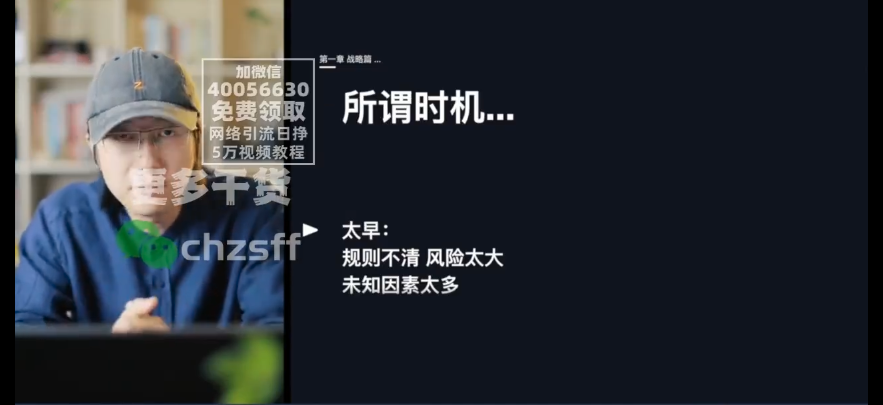 第一章 战略篇 ...
加微信
40056630
免费领取
网络引流日挣
5万视频教程
更多干货
chzsff
所谓时机...
太早：
规则不清 风险太大
未知因素太多